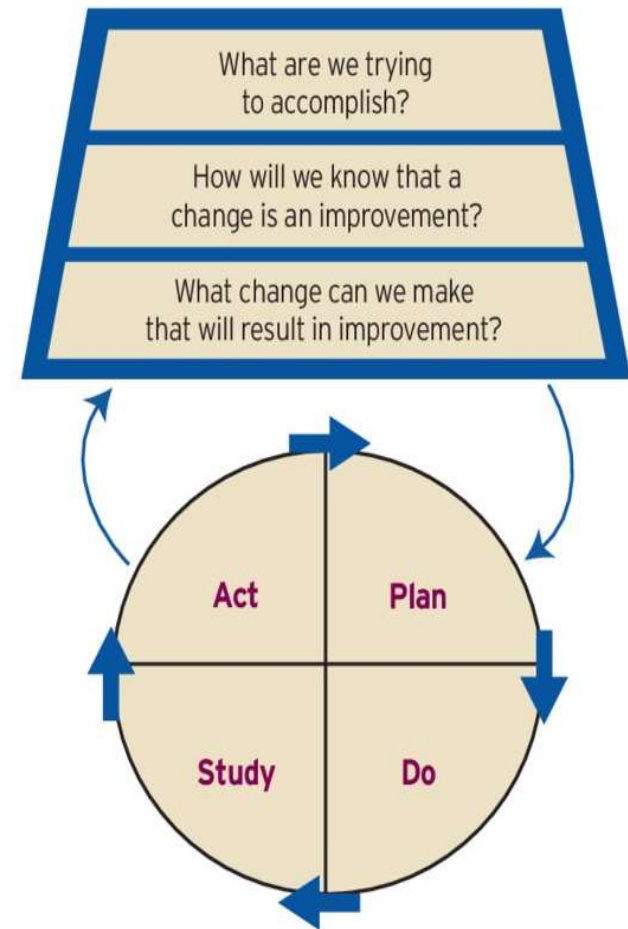 What are we trying
to accomplish?
How will we know that a
change is an improvement?
What change can we make
that will result in improvement?
Act
Plan
Study
Do